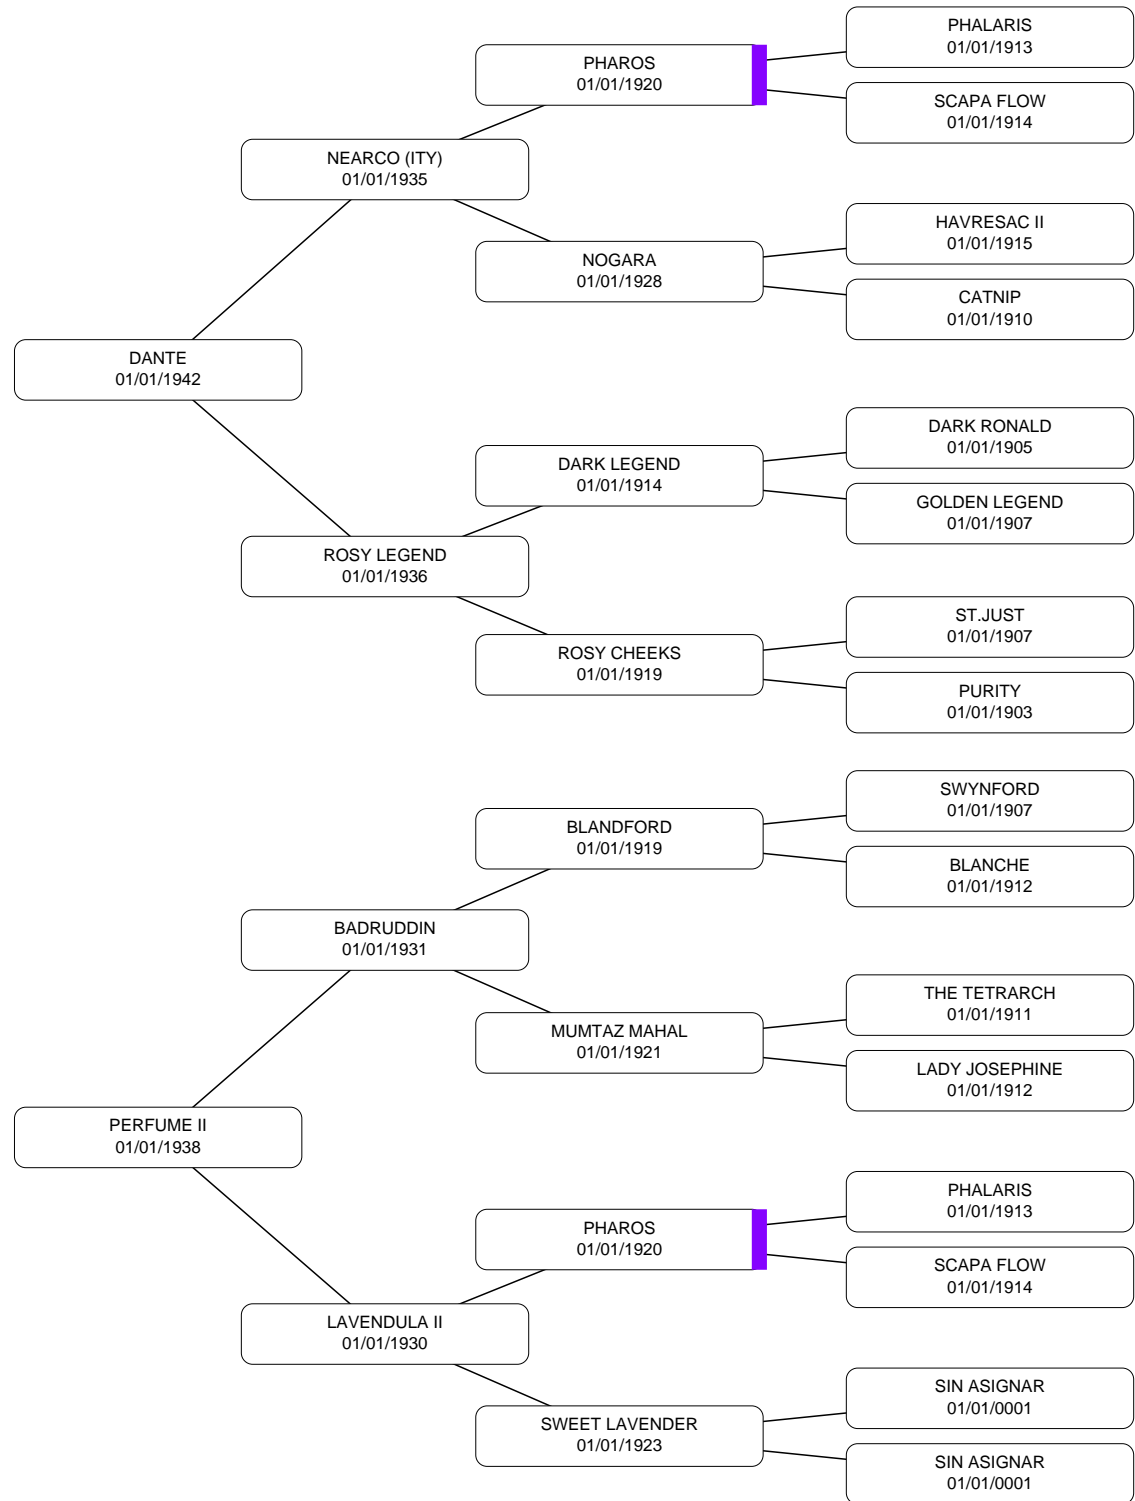 PHALARIS
01/01/1913
PHAROS
01/01/1920
SCAPA FLOW
01/01/1914
NEARCO (ITY)
01/01/1935
HAVRESAC II
01/01/1915
NOGARA
01/01/1928
CATNIP
01/01/1910
DANTE
01/01/1942
DARK RONALD
01/01/1905
DARK LEGEND
01/01/1914
GOLDEN LEGEND
01/01/1907
ROSY LEGEND
01/01/1936
ST.JUST
01/01/1907
ROSY CHEEKS
01/01/1919
PURITY
01/01/1903
SWYNFORD
01/01/1907
BLANDFORD
01/01/1919
BLANCHE
01/01/1912
BADRUDDIN
01/01/1931
THE TETRARCH
01/01/1911
MUMTAZ MAHAL
01/01/1921
LADY JOSEPHINE
01/01/1912
PERFUME II
01/01/1938
PHALARIS
01/01/1913
PHAROS
01/01/1920
SCAPA FLOW
01/01/1914
LAVENDULA II
01/01/1930
SIN ASIGNAR
01/01/0001
SWEET LAVENDER
01/01/1923
SIN ASIGNAR
01/01/0001